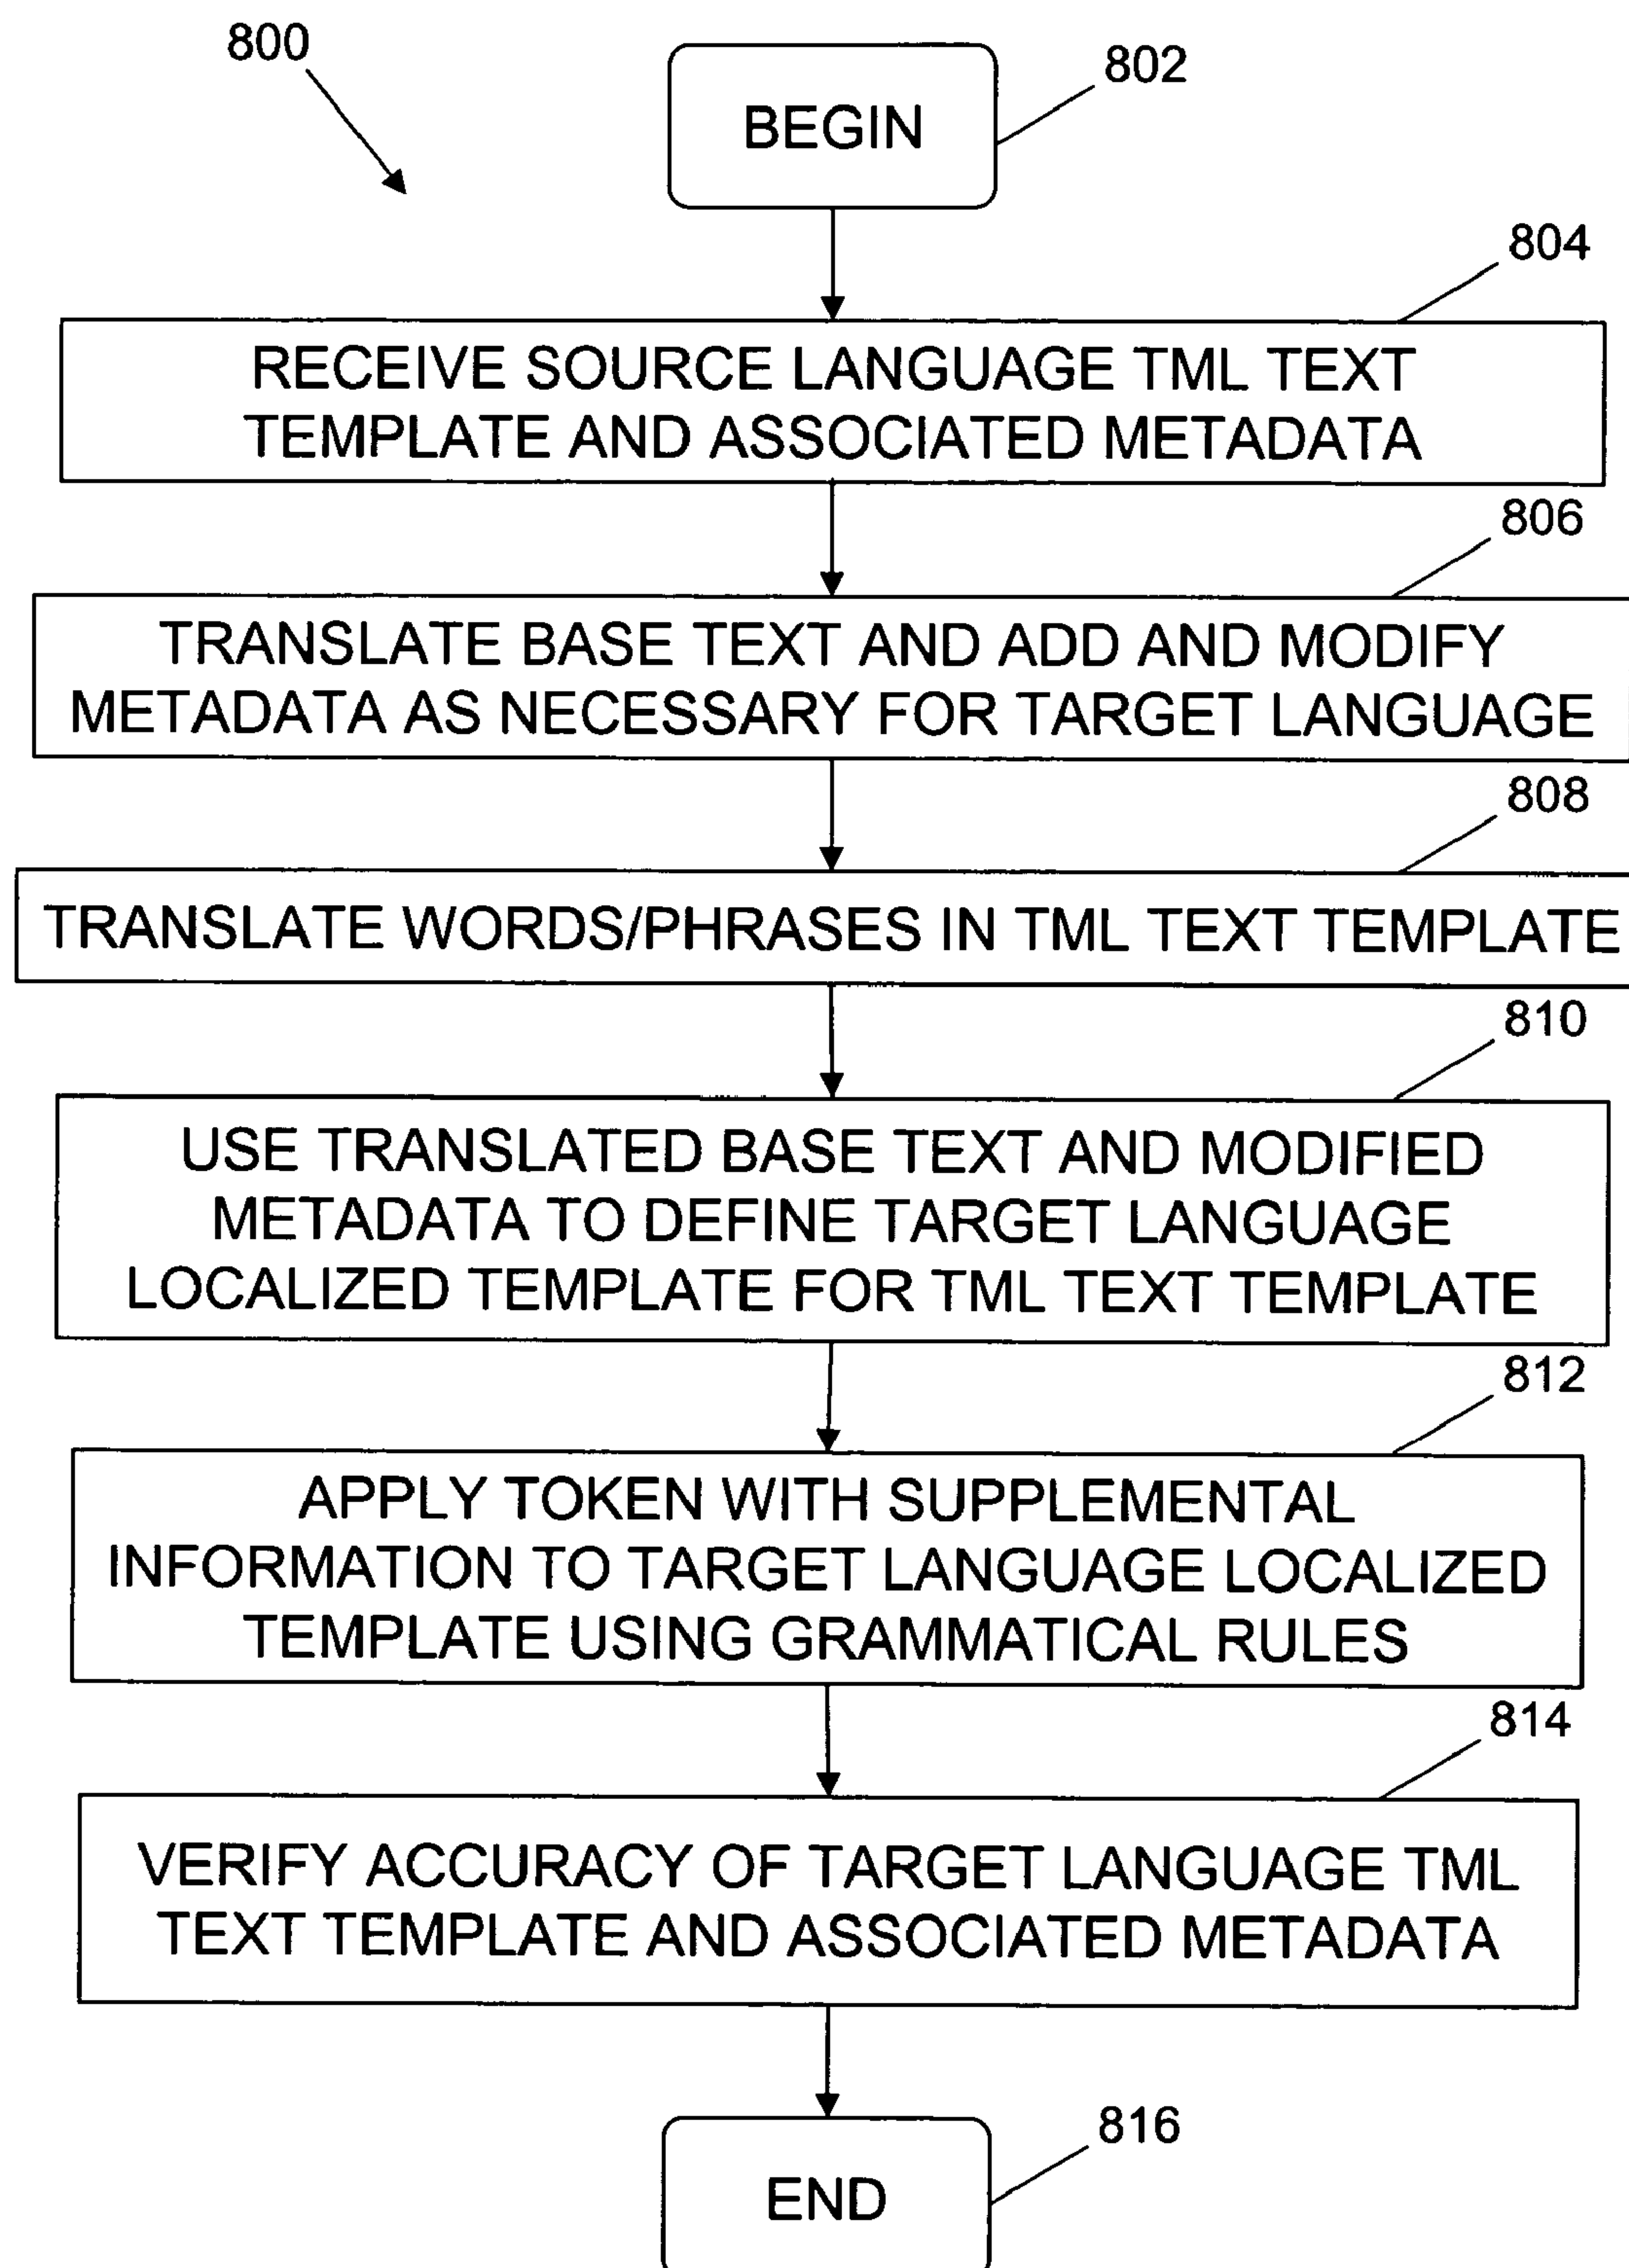 800
802
BEGIN
804
RECEIVE SOURCE LANGUAGE TML TEXT
TEMPLATE AND ASSOCIATED METADATA
806
TRANSLATE BASE TEXT AND ADD AND MODIFY
METADATA AS NECESSARY FOR TARGET LANGUAGE
808
TRANSLATE WORDS/PHRASES IN TML TEXT TEMPLATE
810
USE TRANSLATED BASE TEXT AND MODIFIED
METADATA TO DEFINE TARGET LANGUAGE
LOCALIZED TEMPLATE FOR TML TEXT TEMPLATE
812
APPLY TOKEN WITH SUPPLEMENTAL
INFORMATION TO TARGET LANGUAGE LOCALIZED
TEMPLATE USING GRAMMATICAL RULES
814
VERIFY ACCURACY OF TARGET LANGUAGE TML
TEXT TEMPLATE AND ASSOCIATED METADATA
816
END